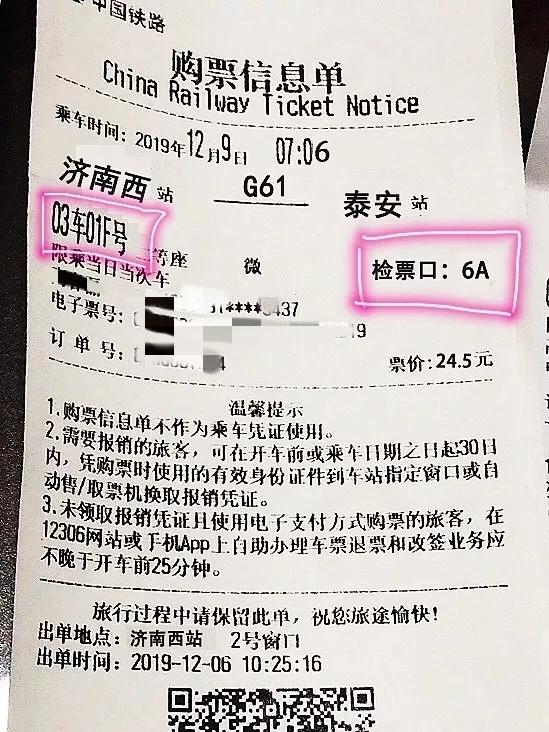 中国铁路
购票信息单
China Railway Ticket Notice
乘车时间：2019年12月9日 07:06
济南西 站 G61 泰安 站
03车01F号 二等座 微
检票口：6A
限乘当日当次车
电子票号：
订单号： 票价：24.5元
温馨提示
1.购票信息单不作为乘车凭证使用。
2.需要报销的旅客，可在开车前或乘车日期之日起30日
内，凭购票时使用的有效身份证件到车站指定窗口或自
动售/取票机换取报销凭证。
3.未领取报销凭证且使用电子支付方式购票的旅客，在
12306网站或手机App上自助办理车票退票和改签业务应
不晚于开车前25分钟。
旅行过程中请保留此单，祝您旅途愉快！
出单地点：济南西站 2号窗口
出单时间：2019-12-06 10:25:16